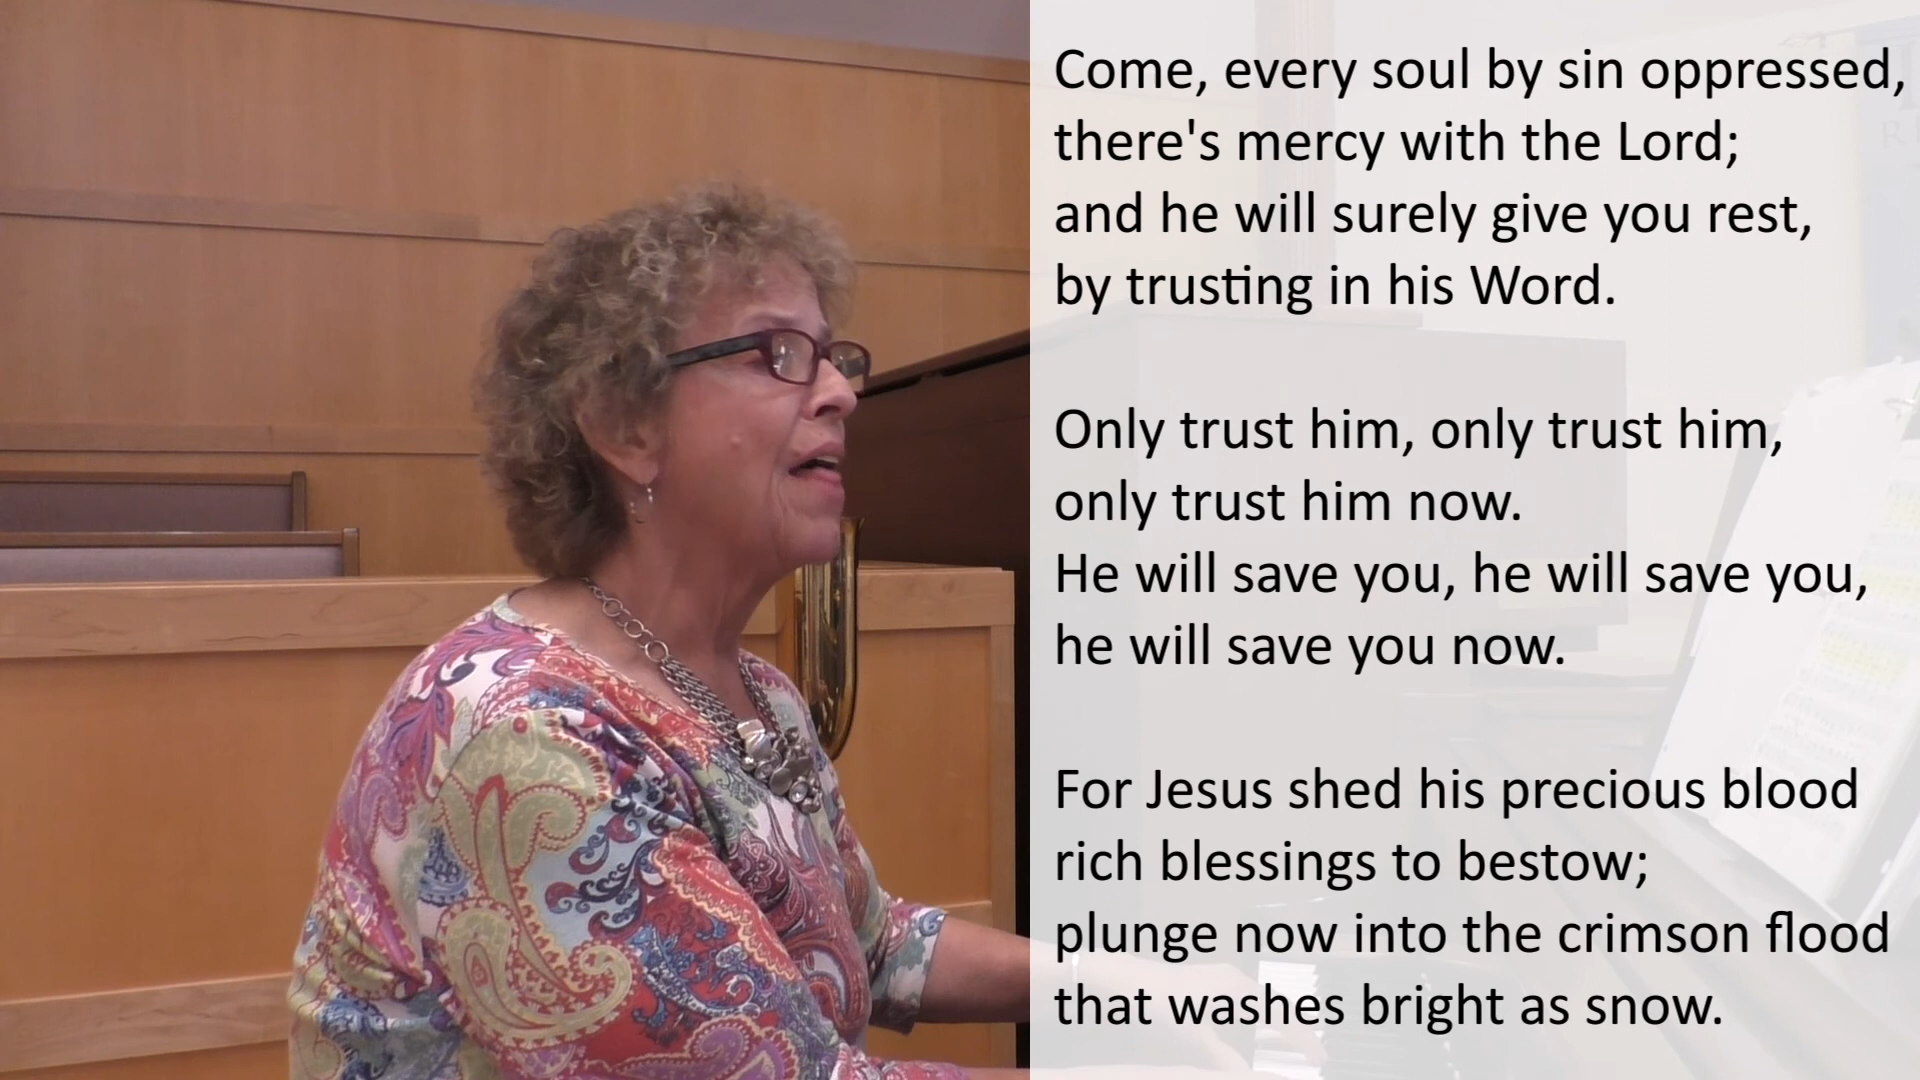 Come, every soul by sin oppressed,
there's mercy with the Lord;
and he will surely give you rest,
by trusting in his Word.
Only trust him, only trust him,
only trust him now.
He will save you, he will save you,
he will save you now.
For Jesus shed his precious blood
rich blessings to bestow;
plunge now into the crimson flood
that washes bright as snow.